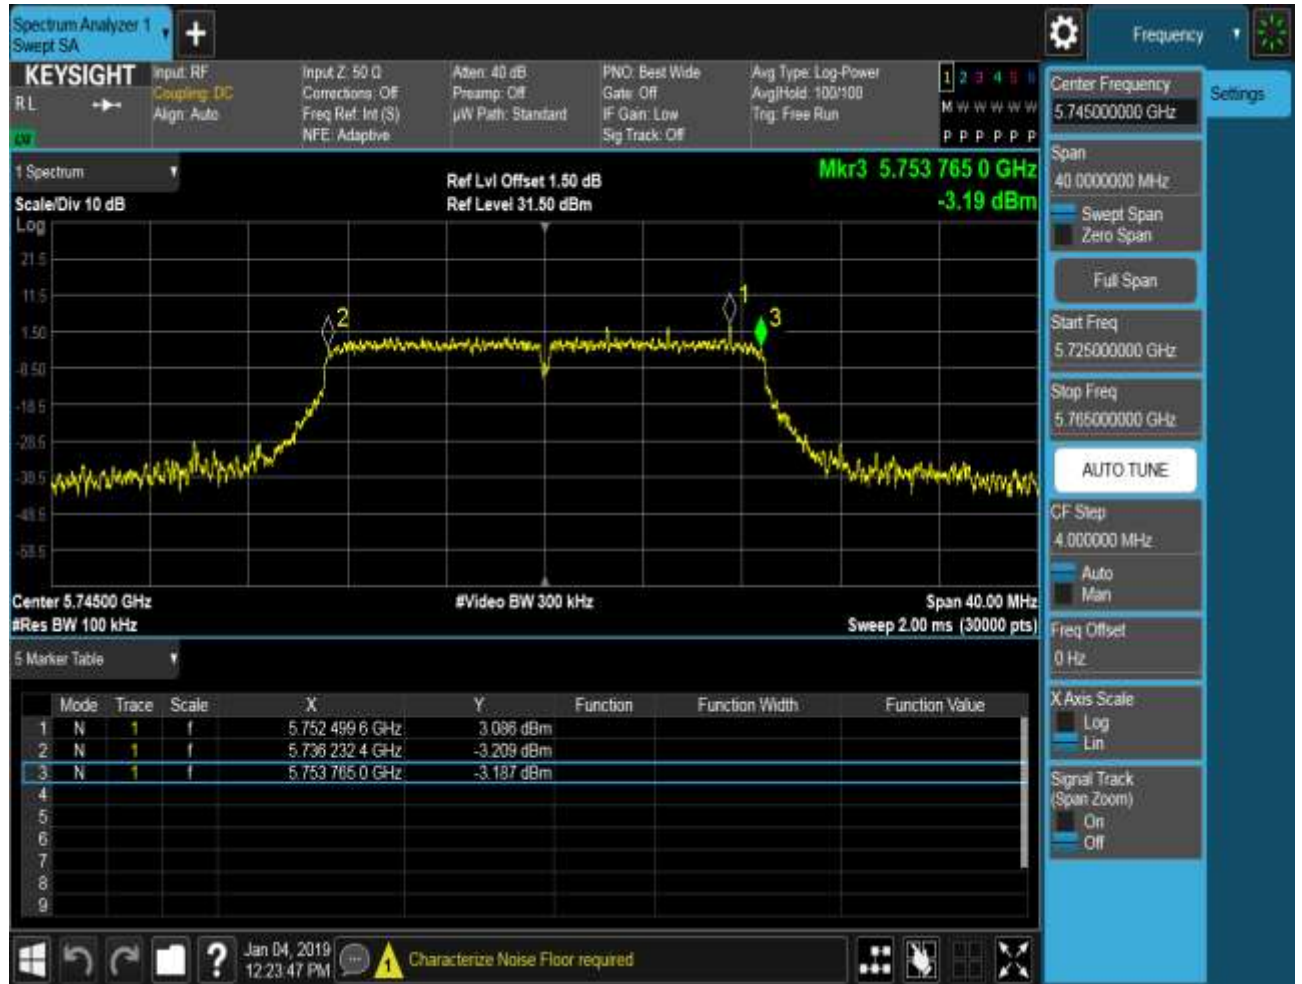 Spectrum Analyzer 1
Swept SA
Frequency
KEYSIGHT
RL
Input: RF
Coupling: DC
Align: Auto
Input Z: 50 Ω
Corrections: Off
Freq Ref: Int (S)
NFE: Adaptive
Atten: 40 dB
Preamp: Off
µW Path: Standard
PNO: Best Wide
Gate: Off
IF Gain: Low
Sig Track: Off
Avg Type: Log-Power
Avg|Hold: 100/100
Trig: Free Run
1 2 3 4 5 6
M W W W W W
P P P P P P
Center Frequency
5.745000000 GHz
Settings
Span
40.0000000 MHz
Swept Span
Zero Span
Full Span
Start Freq
5.725000000 GHz
Stop Freq
5.765000000 GHz
AUTO TUNE
CF Step
4.000000 MHz
Auto
Man
Freq Offset
0 Hz
X Axis Scale
Log
Lin
Signal Track
(Span Zoom)
On
Off
1 Spectrum
Scale/Div 10 dB
Ref Lvl Offset 1.50 dB
Ref Level 31.50 dBm
Mkr3 5.753 765 0 GHz
-3.19 dBm
Log
21.5
11.5
1.50
-8.50
-18.5
-28.5
-38.5
-48.5
-58.5
2
1
3
Center 5.74500 GHz
#Video BW 300 kHz
Span 40.00 MHz
#Res BW 100 kHz
Sweep 2.00 ms (30000 pts)
5 Marker Table
Mode Trace Scale X Y Function Function Width Function Value
1 N 1 f 5.752 499 6 GHz 3.086 dBm
2 N 1 f 5.736 232 4 GHz -3.209 dBm
3 N 1 f 5.753 765 0 GHz -3.187 dBm
4
5
6
7
8
9
?
Jan 04, 2019
12:23:47 PM
1
Characterize Noise Floor required